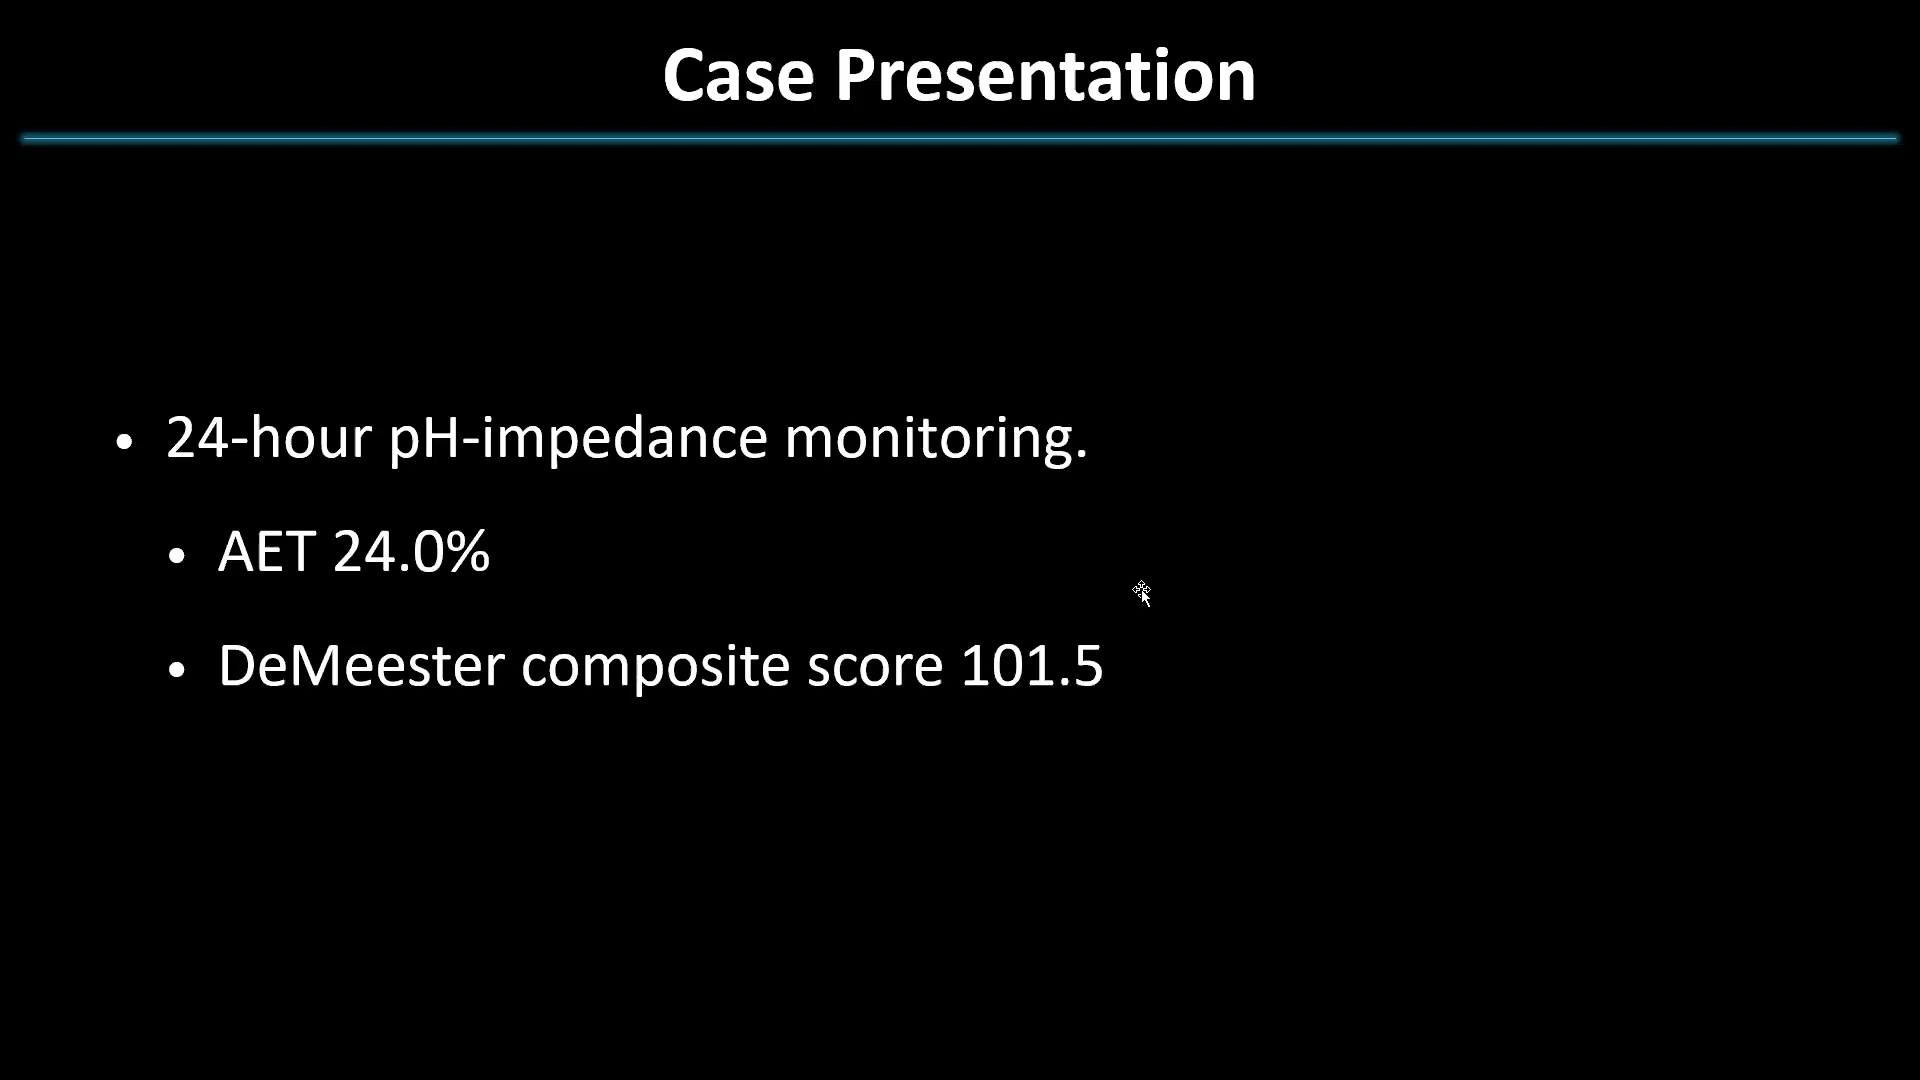 Case Presentation
• 24-hour pH-impedance monitoring.
• AET 24.0%
• DeMeester composite score 101.5